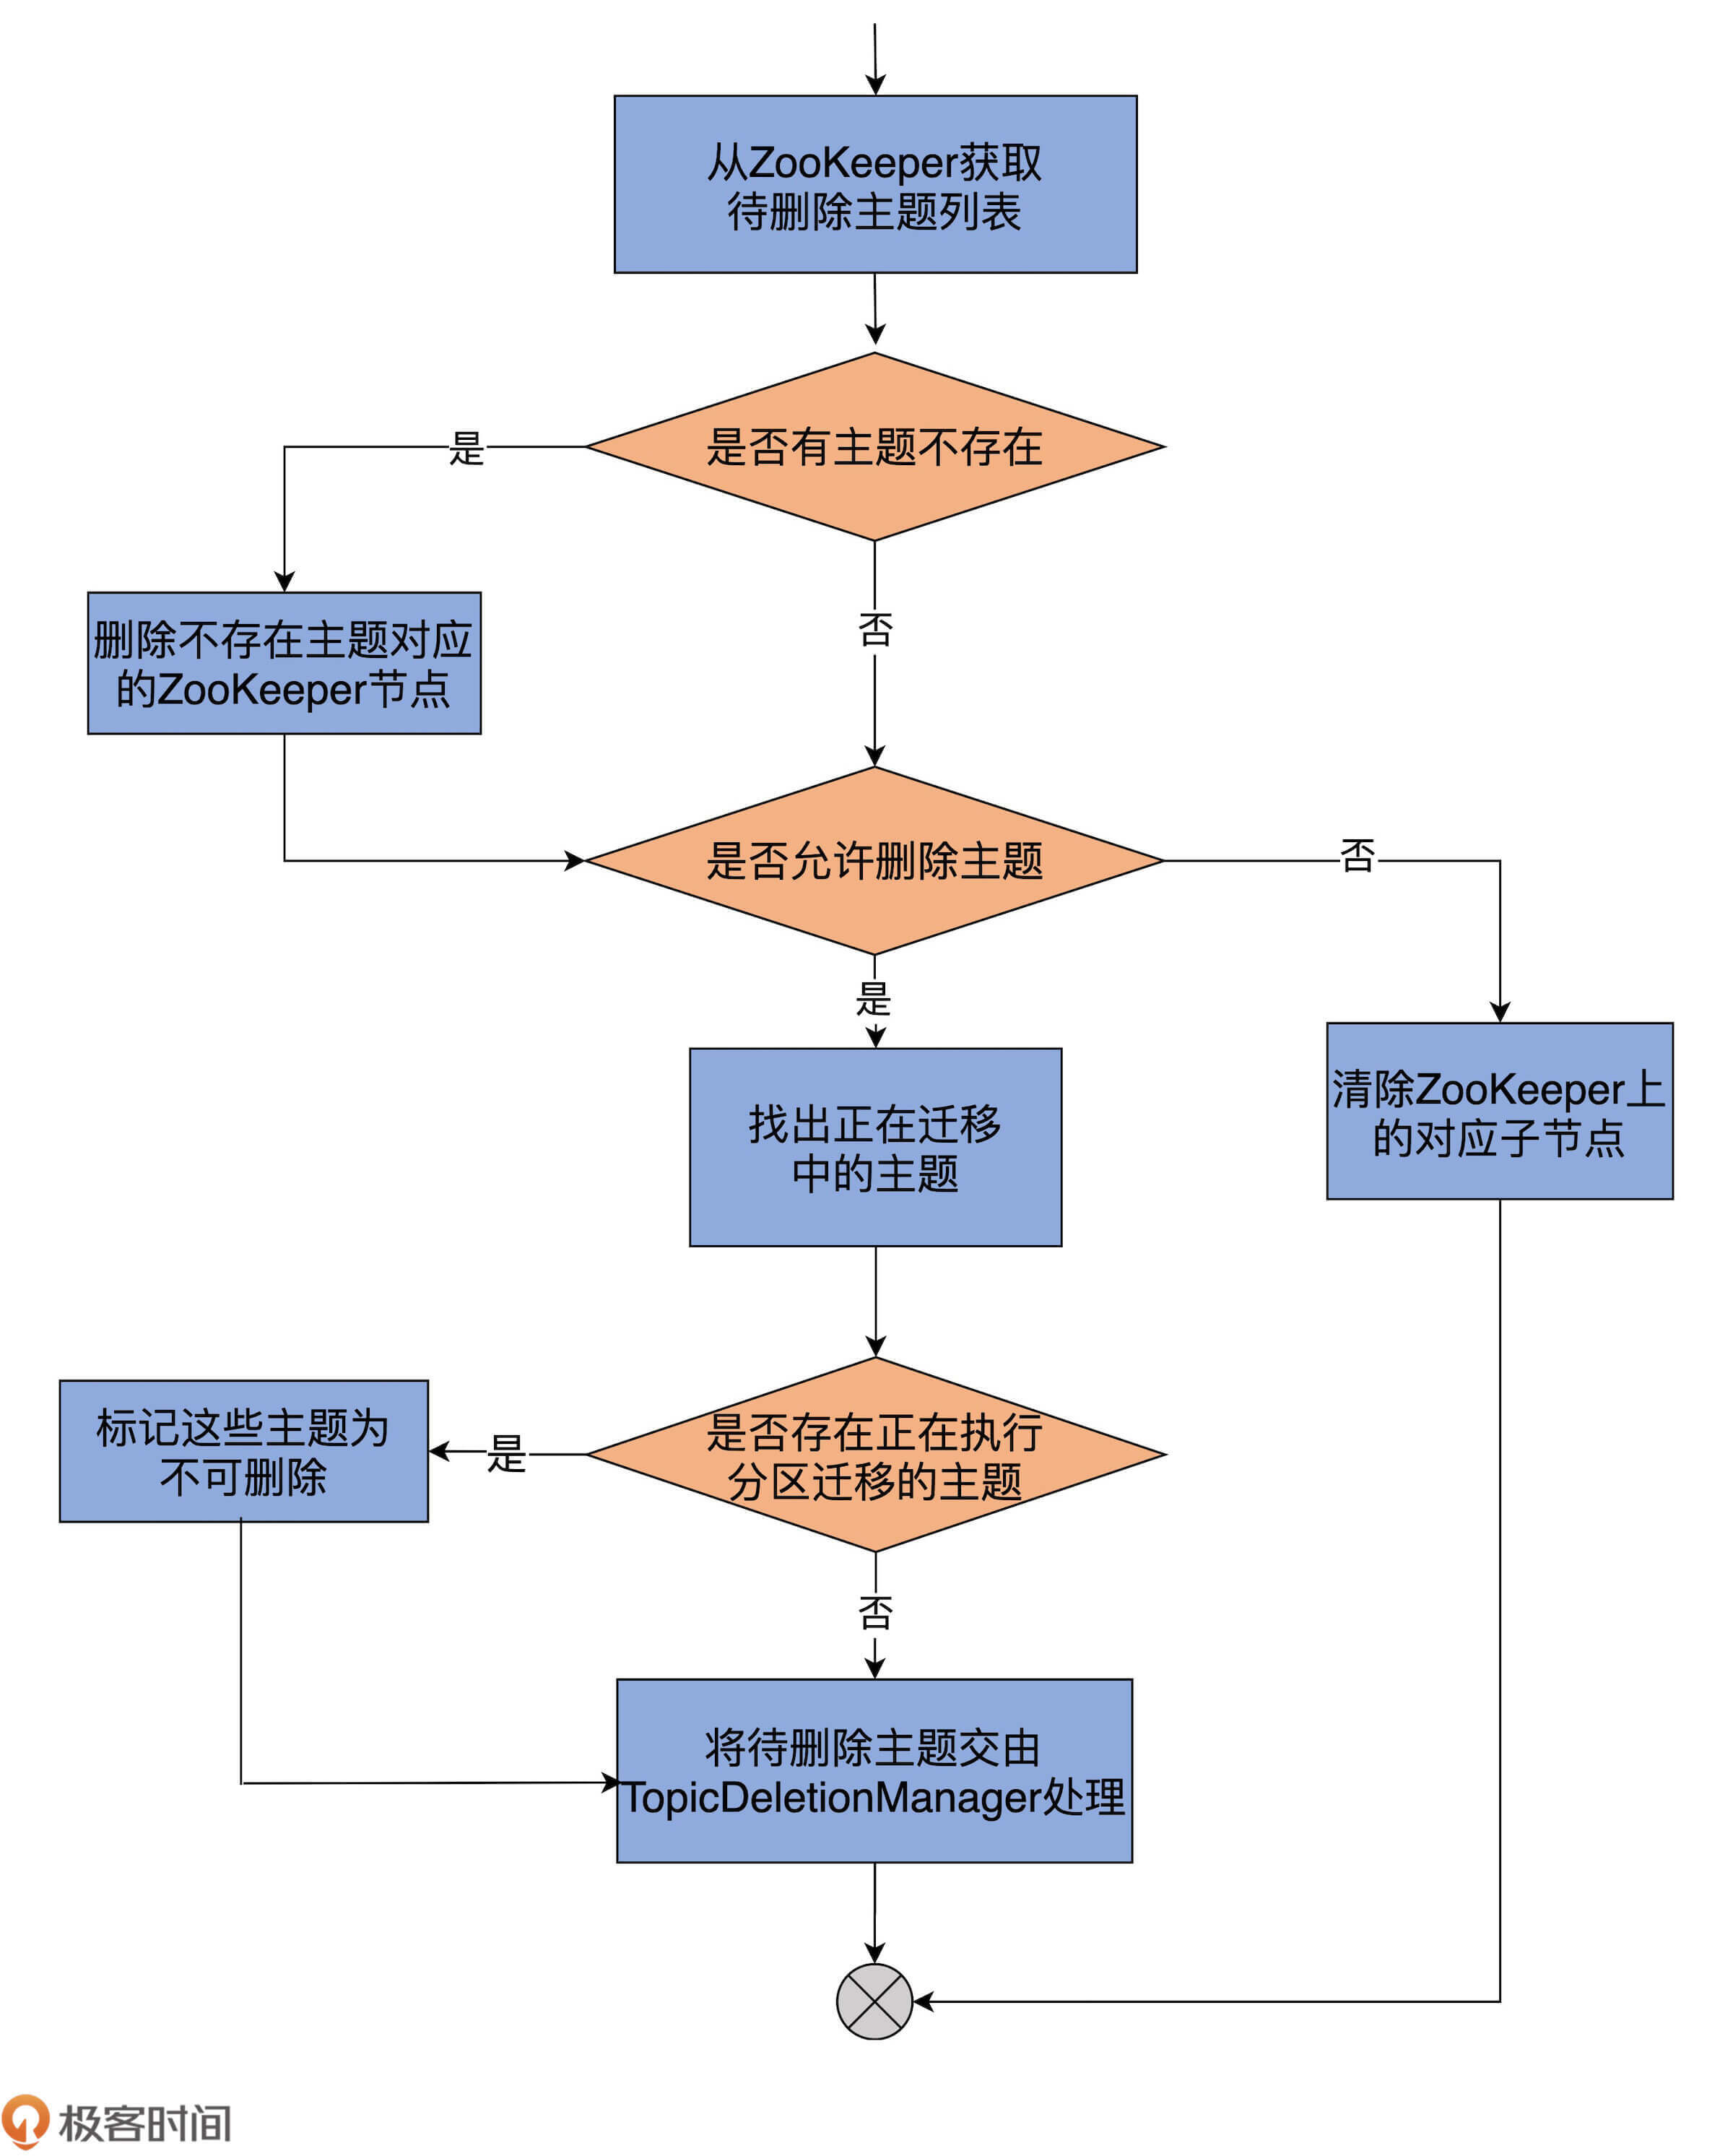 从ZooKeeper获取
待删除主题列表
是否有主题不存在
是
删除不存在主题对应
的ZooKeeper节点
否
是否允许删除主题
否
是
找出正在迁移
中的主题
清除ZooKeeper上
的对应子节点
是否存在正在执行
分区迁移的主题
是
标记这些主题为
不可删除
否
将待删除主题交由
TopicDeletionManager处理
极客时间